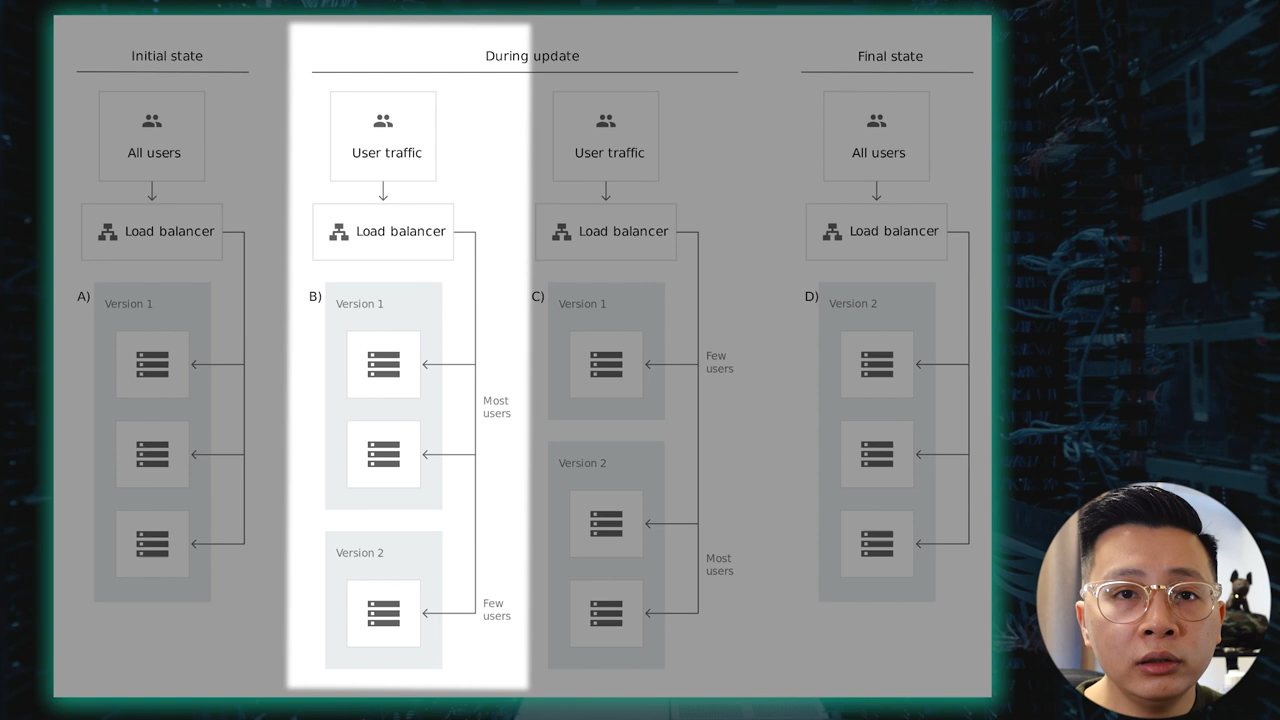 Initial state
During update
Final state
All users
User traffic
User traffic
All users
Load balancer
Load balancer
Load balancer
Load balancer
A)
Version 1
B)
Version 1
Most
users
Version 2
Few
users
C)
Version 1
Few
users
Version 2
Most
users
D)
Version 2